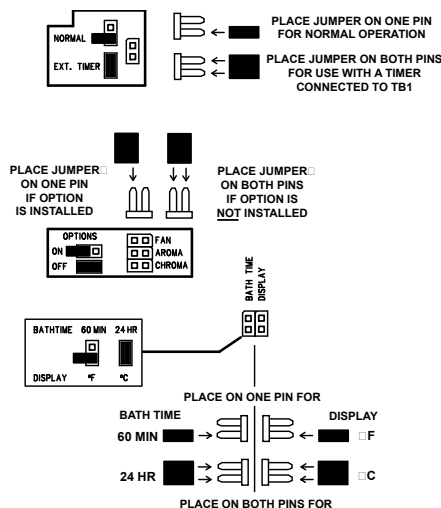 PLACE JUMPER ON ONE PIN
FOR NORMAL OPERATION
NORMAL
EXT. TIMER
PLACE JUMPER ON BOTH PINS
FOR USE WITH A TIMER
CONNECTED TO TB1
PLACE JUMPER□
ON ONE PIN
IF OPTION
IS INSTALLED
PLACE JUMPER□
ON BOTH PINS
IF OPTION IS
NOT INSTALLED
OPTIONS
ON
OFF
FAN
AROMA
CHROMA
BATH TIME
DISPLAY
BATHTIME 60 MIN 24 HR
DISPLAY °F °C
PLACE ON ONE PIN FOR
BATH TIME
DISPLAY
60 MIN
□F
24 HR
□C
PLACE ON BOTH PINS FOR